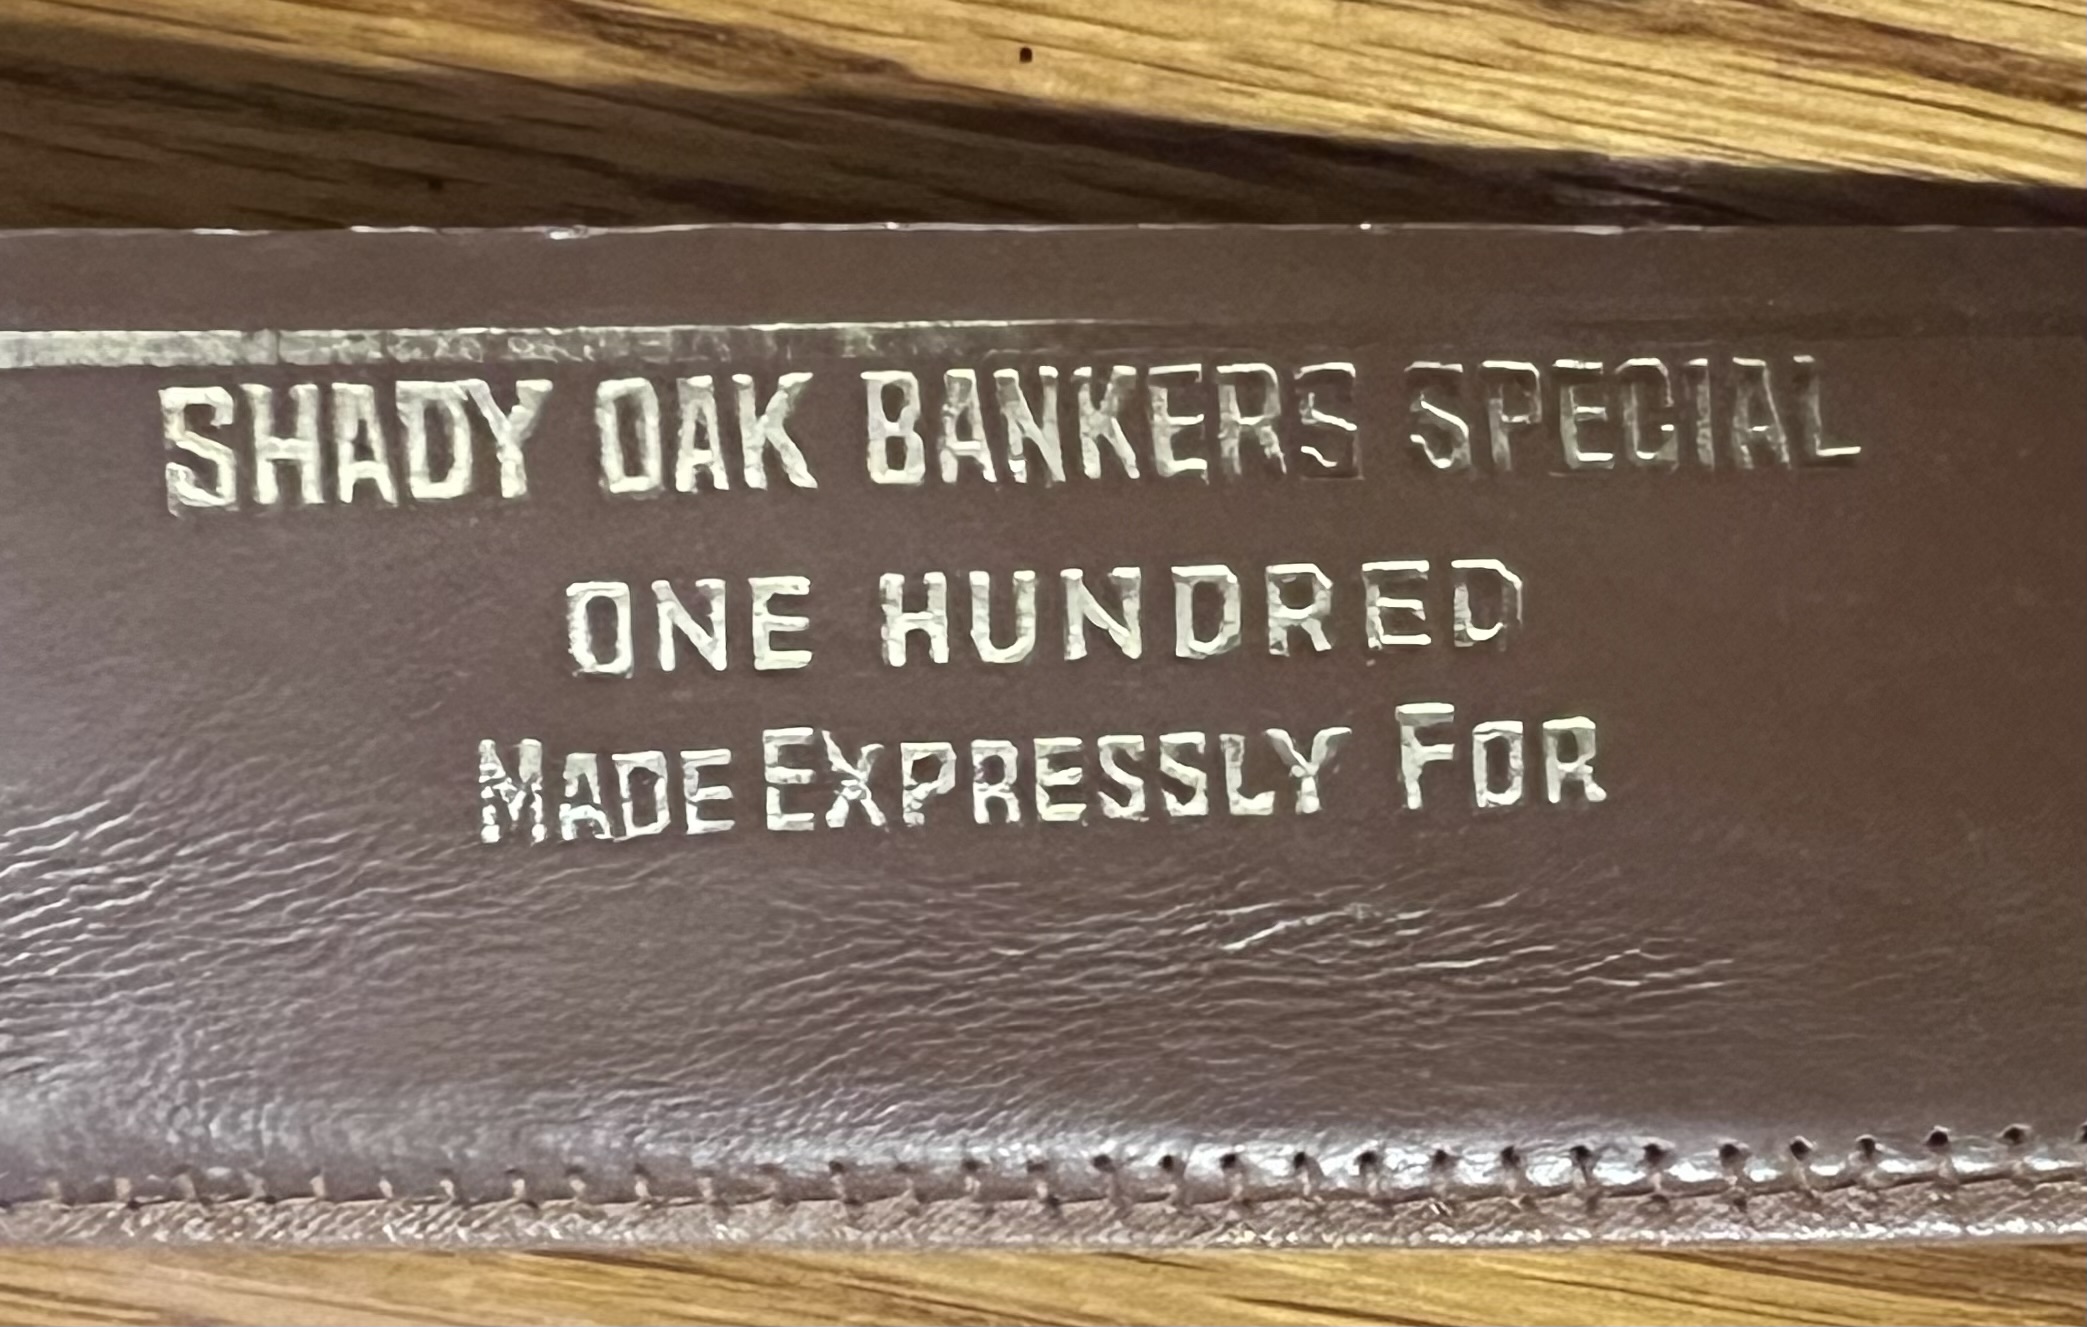 SHADY OAK BANKERS SPECIAL
ONE HUNDRED
MADE EXPRESSLY FOR